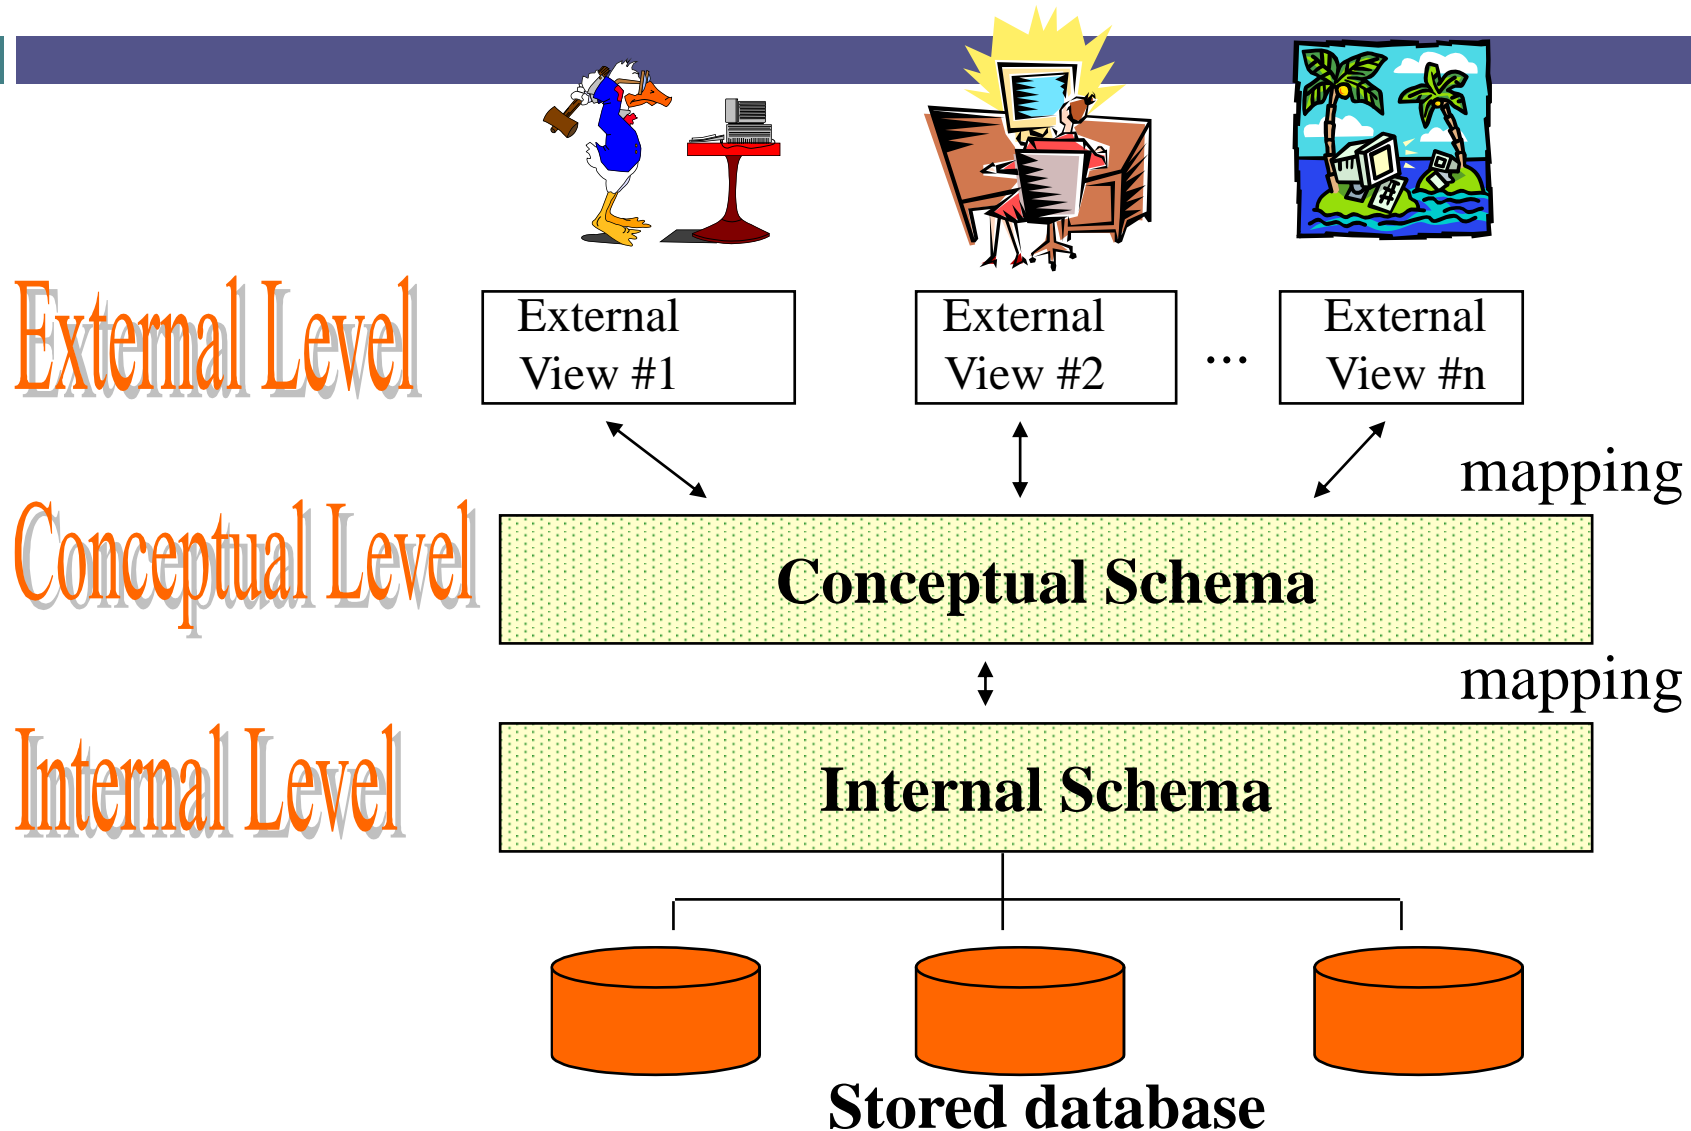 External Level
External
View #1
External
View #2
...
External
View #n
mapping
Conceptual Level
Conceptual Schema
mapping
Internal Level
Internal Schema
Stored database